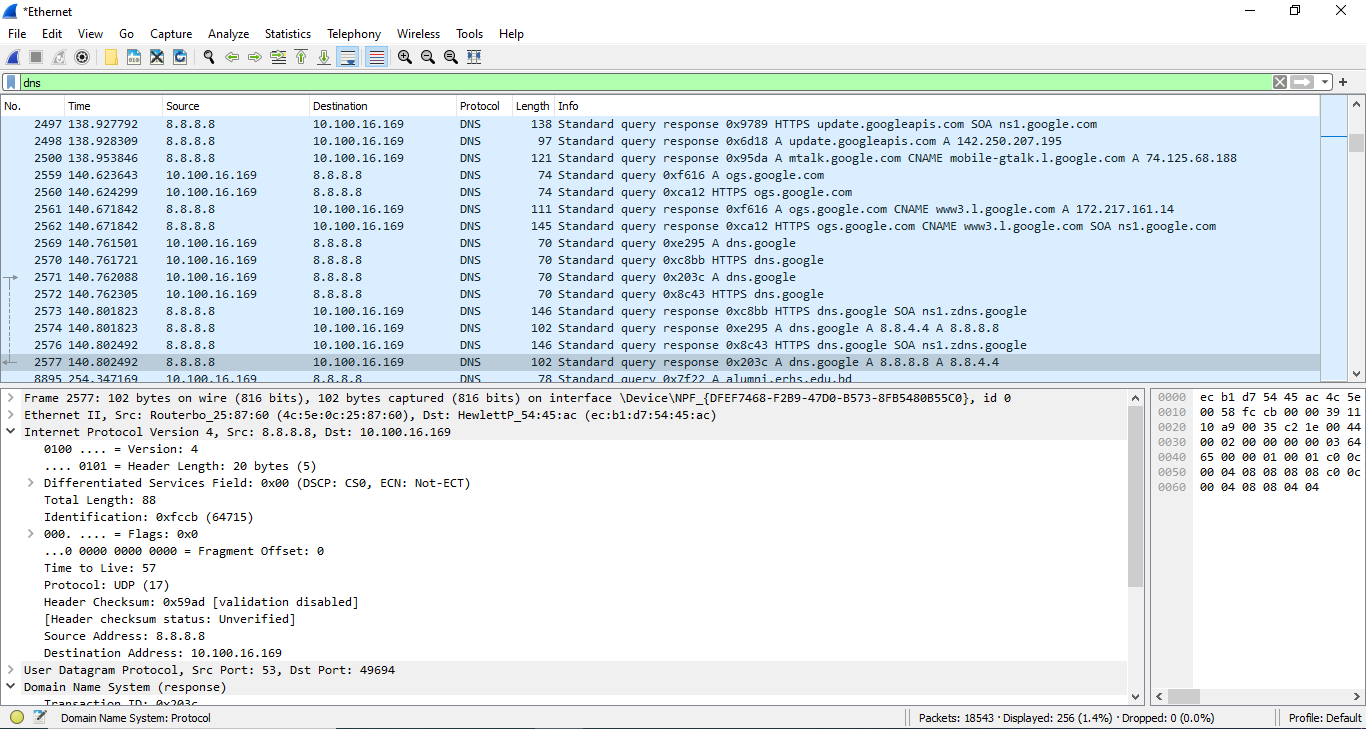 *Ethernet
File Edit View Go Capture Analyze Statistics Telephony Wireless Tools Help
dns
No. Time Source Destination Protocol Length Info
2497 138.927792 8.8.8.8 10.100.16.169 DNS 138 Standard query response 0x9789 HTTPS update.googleapis.com SOA ns1.google.com
2498 138.928309 8.8.8.8 10.100.16.169 DNS 97 Standard query response 0x6d18 A update.googleapis.com A 142.250.207.195
2500 138.953846 8.8.8.8 10.100.16.169 DNS 121 Standard query response 0x95da A mtalk.google.com CNAME mobile-gtalk.l.google.com A 74.125.68.188
2559 140.623643 10.100.16.169 8.8.8.8 DNS 74 Standard query 0xf616 A ogs.google.com
2560 140.624299 10.100.16.169 8.8.8.8 DNS 74 Standard query 0xca12 HTTPS ogs.google.com
2561 140.671842 8.8.8.8 10.100.16.169 DNS 111 Standard query response 0xf616 A ogs.google.com CNAME www3.l.google.com A 172.217.161.14
2562 140.671842 8.8.8.8 10.100.16.169 DNS 145 Standard query response 0xca12 HTTPS ogs.google.com CNAME www3.l.google.com SOA ns1.google.com
2569 140.761501 10.100.16.169 8.8.8.8 DNS 70 Standard query 0xe295 A dns.google
2570 140.761721 10.100.16.169 8.8.8.8 DNS 70 Standard query 0xc8bb HTTPS dns.google
2571 140.762088 10.100.16.169 8.8.8.8 DNS 70 Standard query 0x203c A dns.google
2572 140.762305 10.100.16.169 8.8.8.8 DNS 70 Standard query 0x8c43 HTTPS dns.google
2573 140.801823 8.8.8.8 10.100.16.169 DNS 146 Standard query response 0xc8bb HTTPS dns.google SOA ns1.zdns.google
2574 140.801823 8.8.8.8 10.100.16.169 DNS 102 Standard query response 0xe295 A dns.google A 8.8.4.4 A 8.8.8.8
2576 140.802492 8.8.8.8 10.100.16.169 DNS 146 Standard query response 0x8c43 HTTPS dns.google SOA ns1.zdns.google
2577 140.802492 8.8.8.8 10.100.16.169 DNS 102 Standard query response 0x203c A dns.google A 8.8.8.8 A 8.8.4.4
8895 254.347169 10.100.16.169 8.8.8.8 DNS 78 Standard query 0x7f22 A alumni.erhs.edu.bd
Frame 2577: 102 bytes on wire (816 bits), 102 bytes captured (816 bits) on interface \Device\NPF_{DFEF7468-F2B9-47D0-B573-8FB5480B55C0}, id 0
Ethernet II, Src: Routerbo_25:87:60 (4c:5e:0c:25:87:60), Dst: HewlettP_54:45:ac (ec:b1:d7:54:45:ac)
Internet Protocol Version 4, Src: 8.8.8.8, Dst: 10.100.16.169
0100 .... = Version: 4
.... 0101 = Header Length: 20 bytes (5)
Differentiated Services Field: 0x00 (DSCP: CS0, ECN: Not-ECT)
Total Length: 88
Identification: 0xfccb (64715)
000. .... = Flags: 0x0
...0 0000 0000 0000 = Fragment Offset: 0
Time to Live: 57
Protocol: UDP (17)
Header Checksum: 0x59ad [validation disabled]
[Header checksum status: Unverified]
Source Address: 8.8.8.8
Destination Address: 10.100.16.169
User Datagram Protocol, Src Port: 53, Dst Port: 49694
Domain Name System (response)
Transaction ID: 0x203c
0000 ec b1 d7 54 45 ac 4c 5e
0010 00 58 fc cb 00 00 39 11
0020 10 a9 00 35 c2 1e 00 44
0030 00 02 00 00 00 00 03 64
0040 65 00 00 01 00 01 c0 0c
0050 00 04 08 08 08 08 c0 0c
0060 00 04 08 08 04 04
Domain Name System: Protocol
Packets: 18543 · Displayed: 256 (1.4%) · Dropped: 0 (0.0%)
Profile: Default